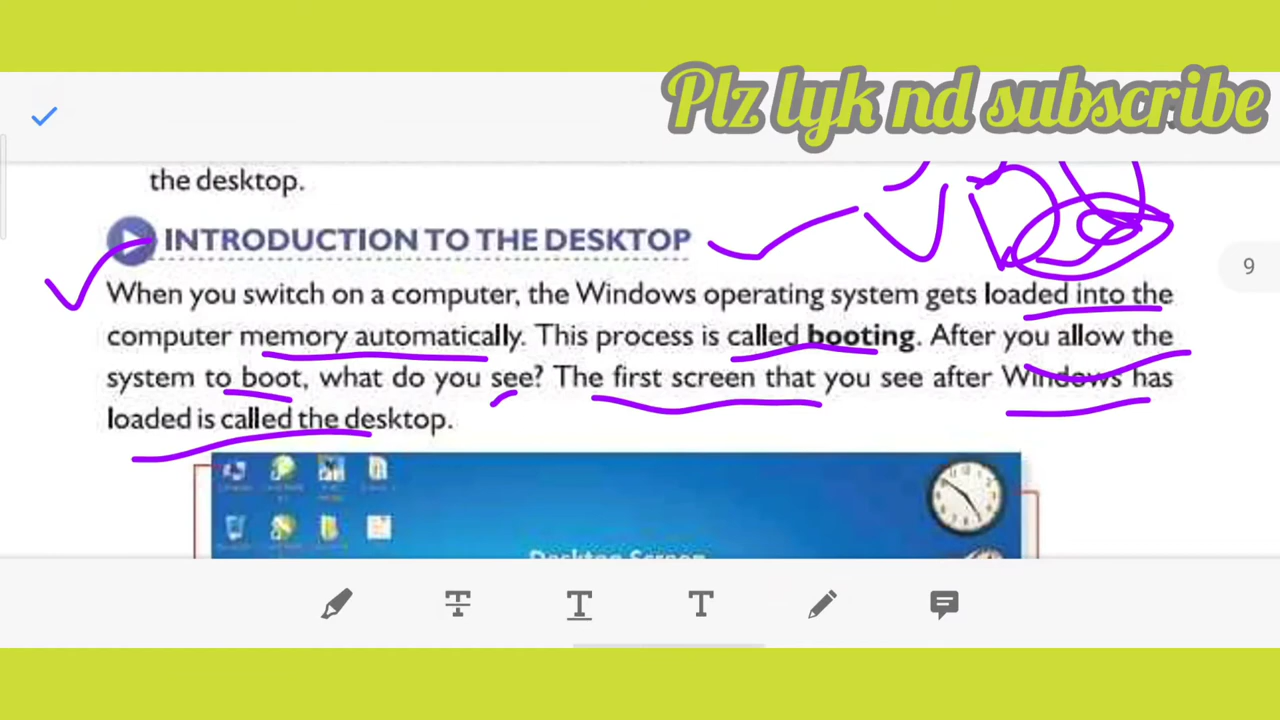 Plz lyk nd subscribe
the desktop.
INTRODUCTION TO THE DESKTOP
9
When you switch on a computer, the Windows operating system gets loaded into the
computer memory automatically. This process is called booting. After you allow the
system to boot, what do you see? The first screen that you see after Windows has
loaded is called the desktop.
Desktop Screen